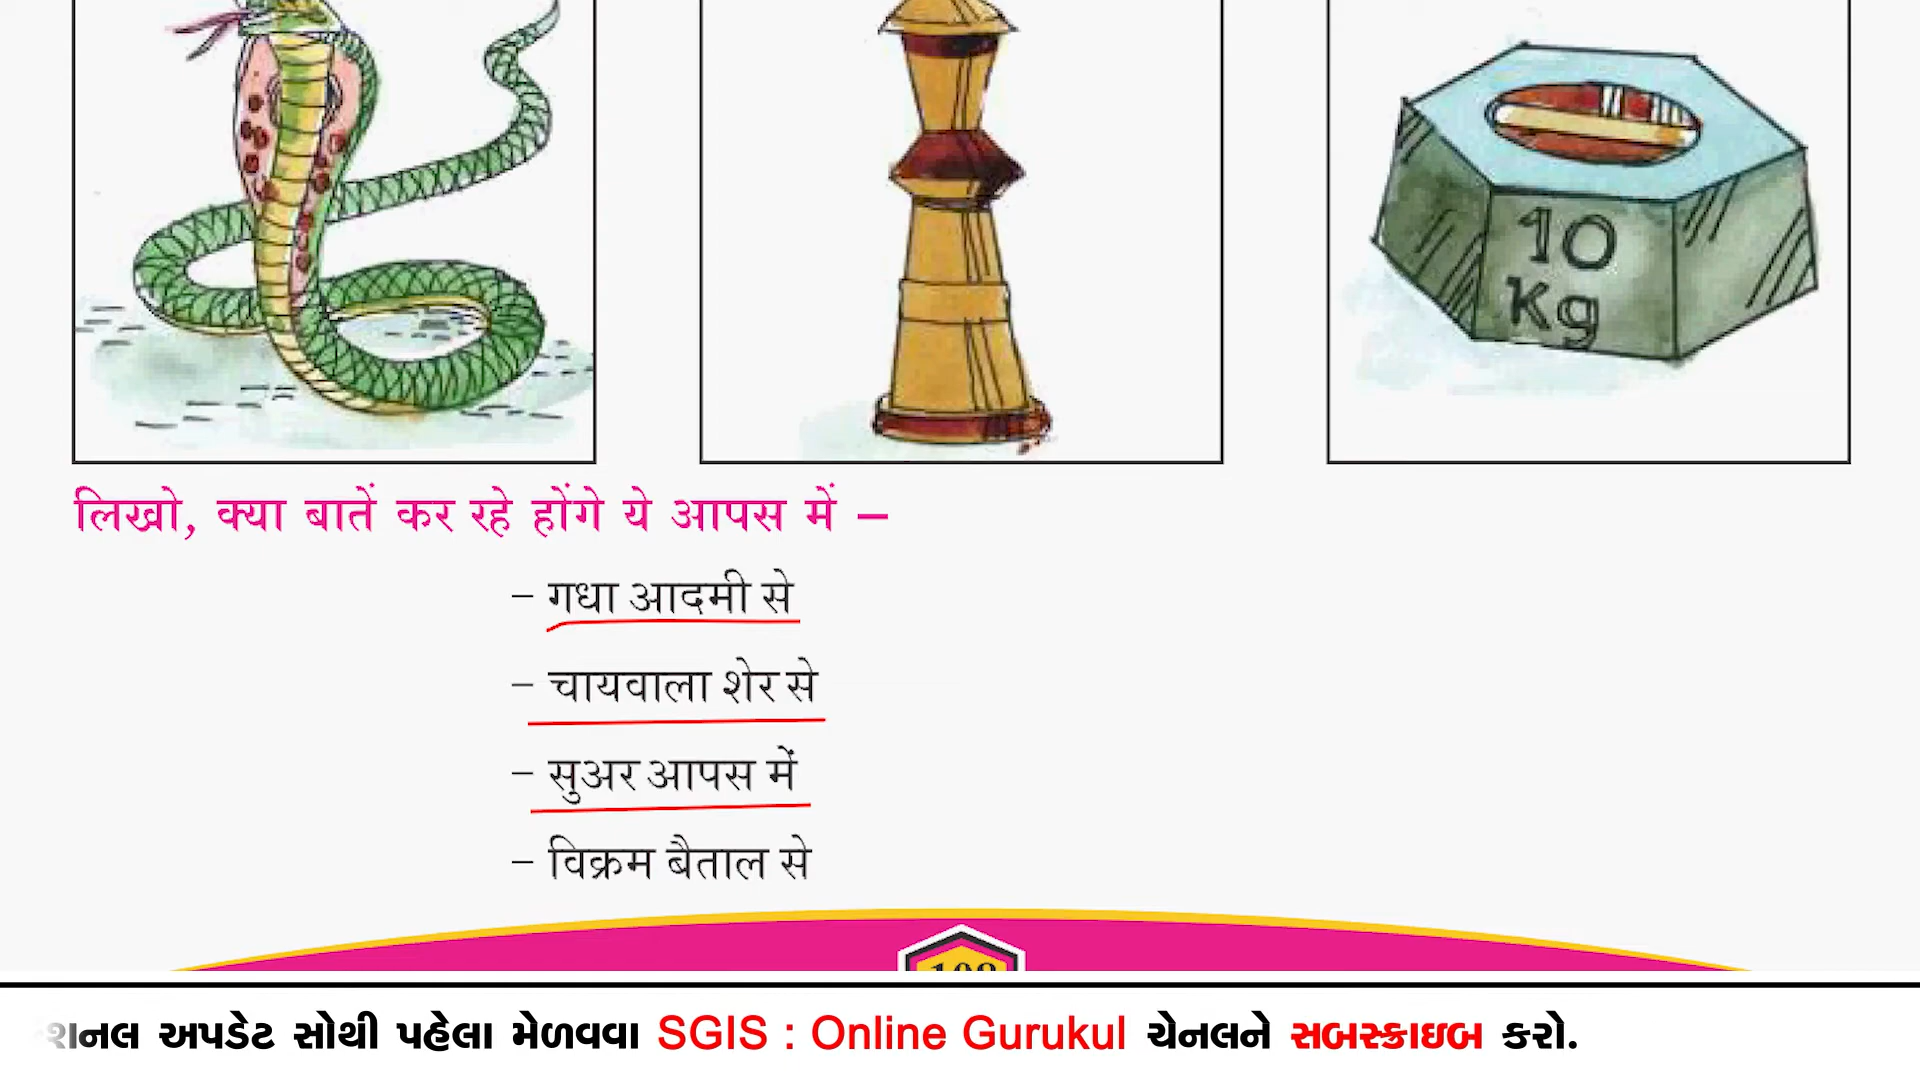 10
kg
लिखो, क्या बातें कर रहे होंगे ये आपस में –
– गधा आदमी से
– चायवाला शेर से
– सुअर आपस में
– विक्रम बैताल से
અપડેટ સોથી પહેલા મેળવવા SGIS : Online Gurukul ચેનલને સબસ્ક્રાઇબ કરો.